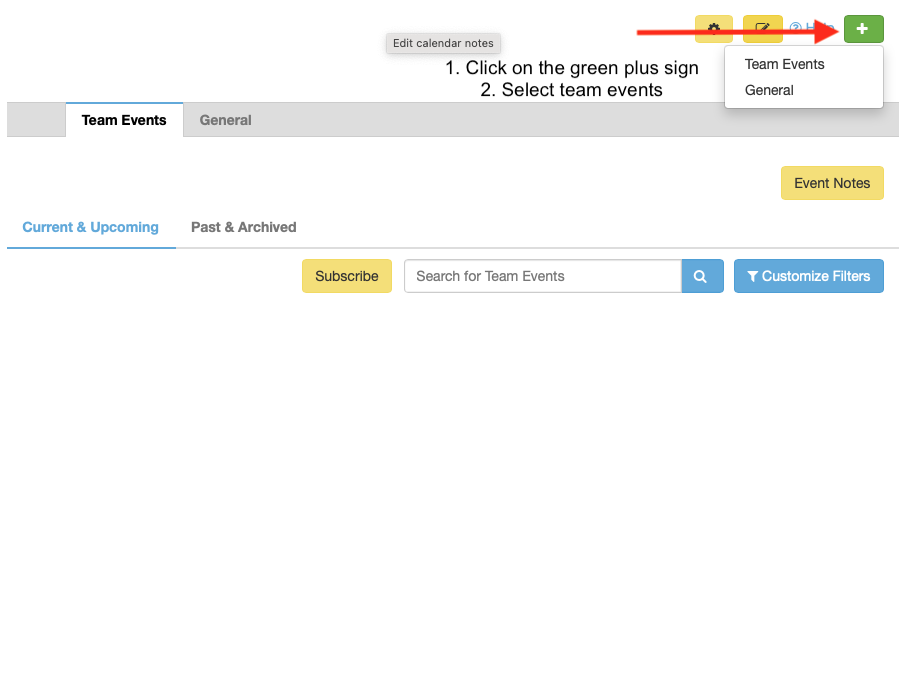 Help
Edit calendar notes
1. Click on the green plus sign
2. Select team events
Team Events
General
Team Events
General
Event Notes
Current & Upcoming
Past & Archived
Subscribe
Search for Team Events
Customize Filters